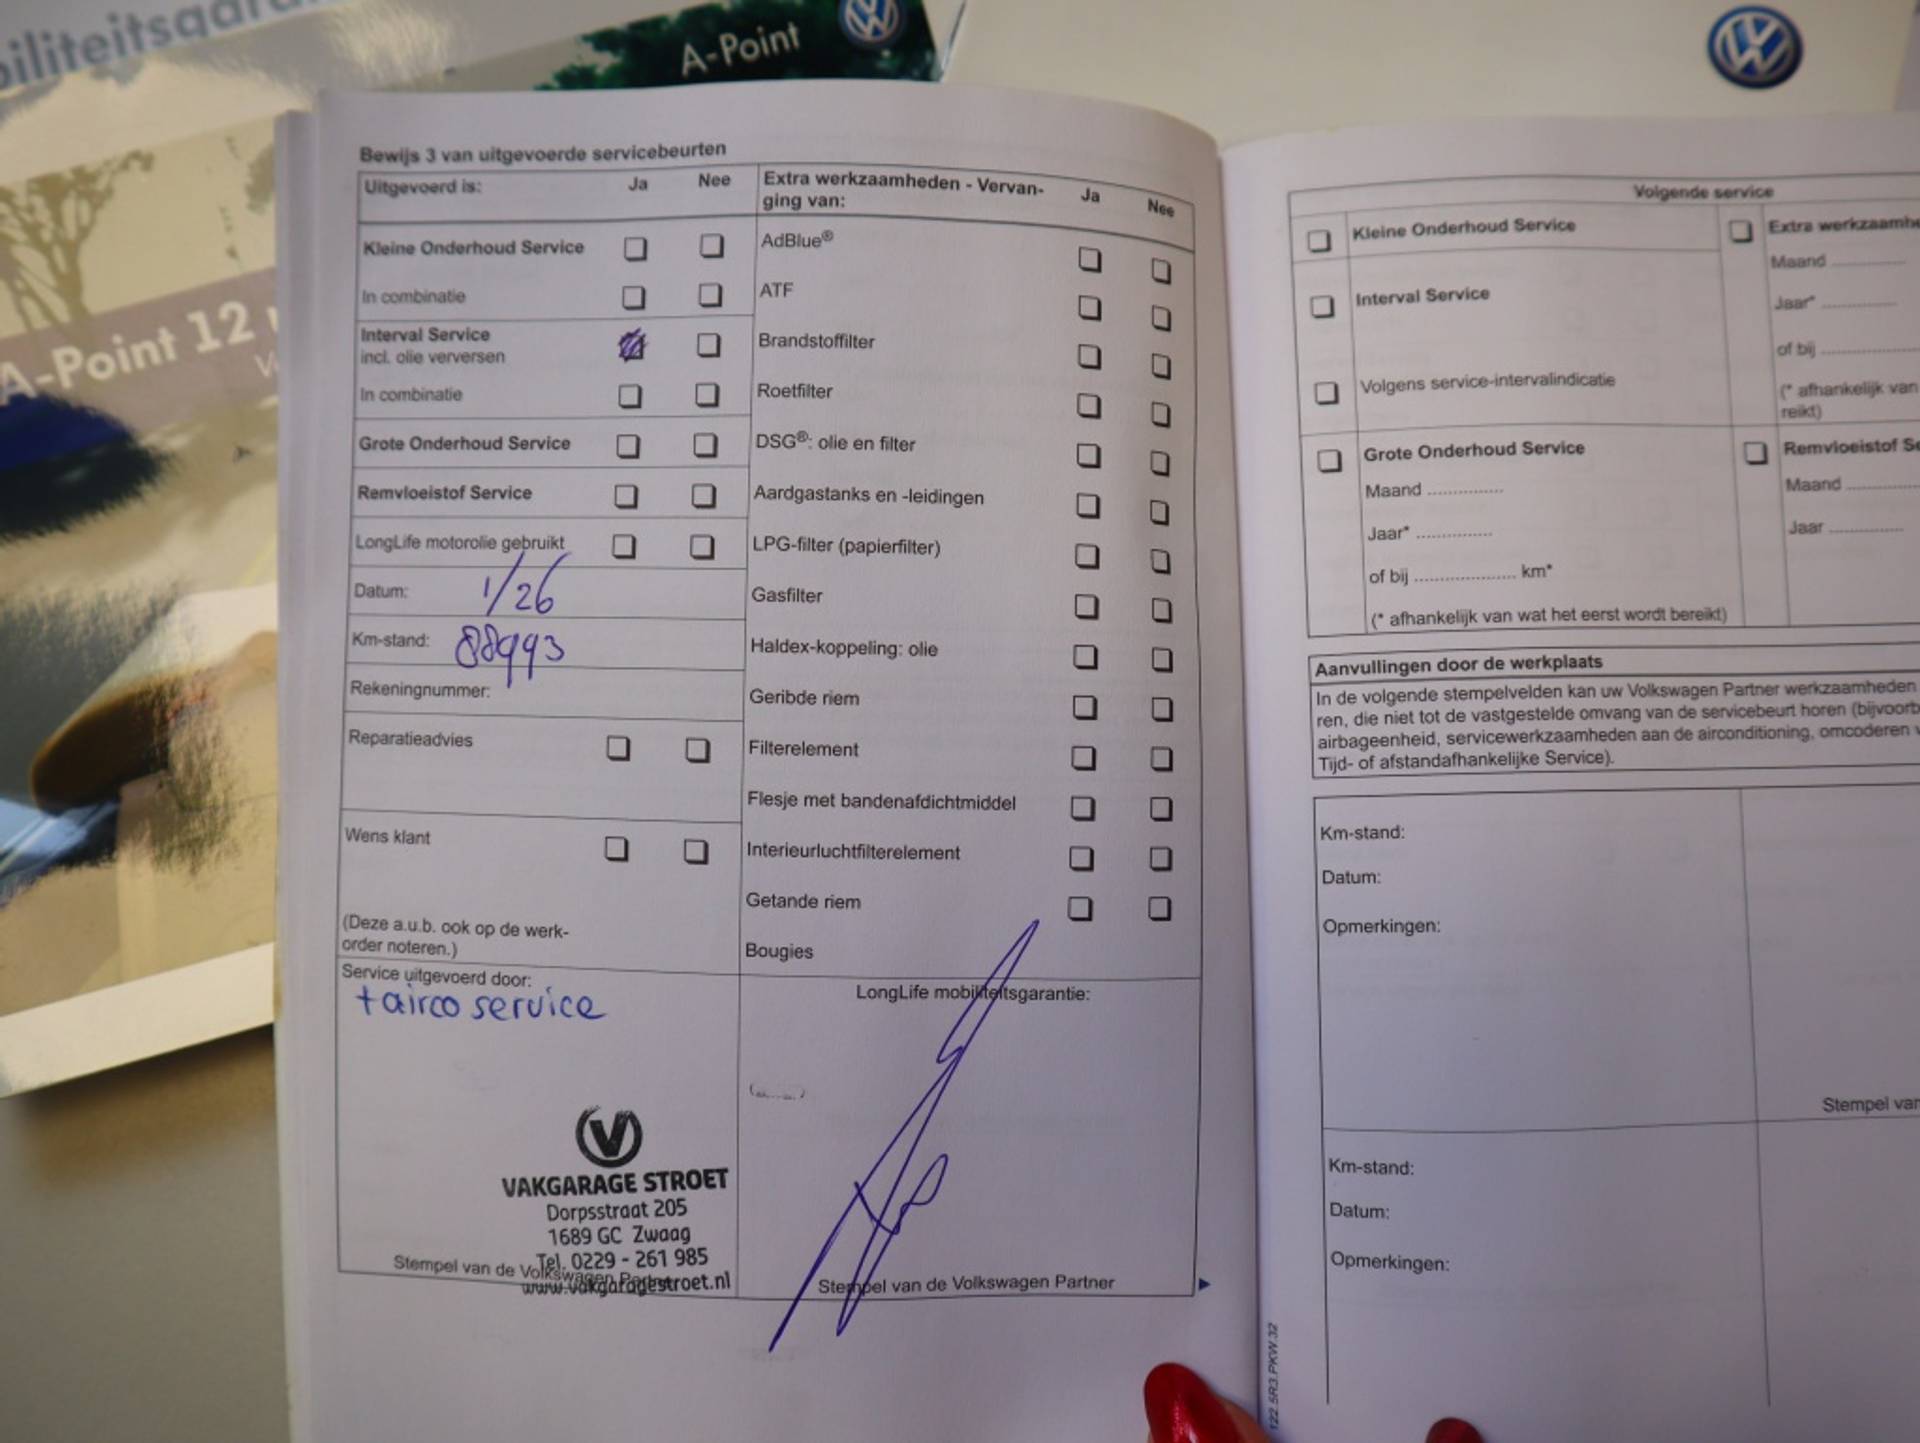 biliteitsgara
A-Point
A-Point 12
Bewijs 3 van uitgevoerde servicebeurten
Uitgevoerd is: Ja Nee
Kleine Onderhoud Service
In combinatie
Interval Service
incl. olie verversen
In combinatie
Grote Onderhoud Service
Remvloeistof Service
LongLife motorolie gebruikt
Datum: 1/26
Km-stand: 88993
Rekeningnummer:
Reparatieadvies
Wens klant
(Deze a.u.b. ook op de werk-
order noteren.)
Service uitgevoerd door:
+ airco service
VAKGARAGE STROET
Dorpsstraat 205
1689 GC Zwaag
Tel. 0229 - 261 985
www.vakgaragestroet.nl
Stempel van de Volkswagen Partner
Extra werkzaamheden - Vervan-
ging van: Ja Nee
AdBlue®
ATF
Brandstoffilter
Roetfilter
DSG®: olie en filter
Aardgastanks en -leidingen
LPG-filter (papierfilter)
Gasfilter
Haldex-koppeling: olie
Geribde riem
Filterelement
Flesje met bandenafdichtmiddel
Interieurluchtfilterelement
Getande riem
Bougies
LongLife mobiliteitsgarantie:
Stempel van de Volkswagen Partner
Volgende service
Kleine Onderhoud Service
Interval Service
Volgens service-intervalindicatie
Grote Onderhoud Service
Maand ..............
Jaar* ..............
of bij .................. km*
(* afhankelijk van wat het eerst wordt bereikt)
Extra werkzaamhe
Maand ..............
Jaar* ..............
of bij ..................
(* afhankelijk van
reikt)
Remvloeistof Se
Maand ..............
Jaar ..............
Aanvullingen door de werkplaats
In de volgende stempelvelden kan uw Volkswagen Partner werkzaamheden
ren, die niet tot de vastgestelde omvang van de servicebeurt horen (bijvoorb
airbageenheid, servicewerkzaamheden aan de airconditioning, omcoderen v
Tijd- of afstandafhankelijke Service).
Km-stand:
Datum:
Opmerkingen:
Stempel van
Km-stand:
Datum:
Opmerkingen:
122.5R3.PKW.32